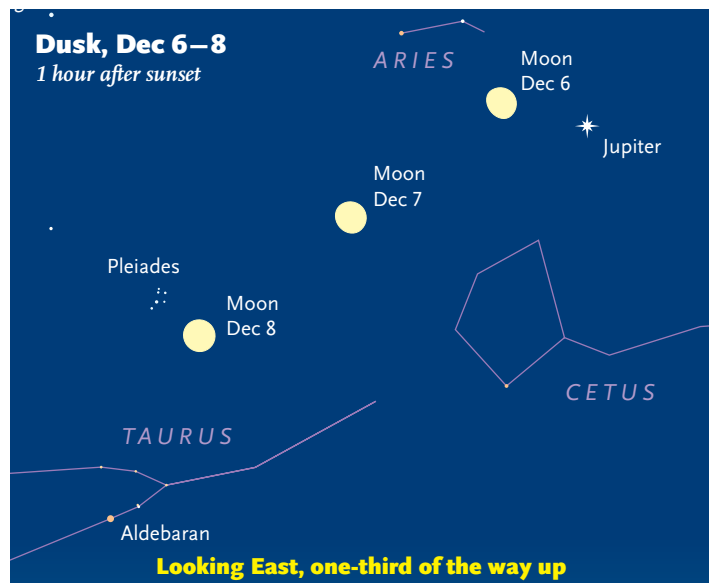 Dusk, Dec 6–8
1 hour after sunset
ARIES
Moon
Dec 6
Jupiter
Moon
Dec 7
Pleiades
Moon
Dec 8
CETUS
TAURUS
Aldebaran
Looking East, one-third of the way up